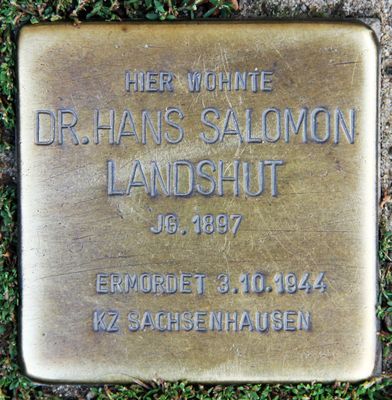 HIER WOHNTE
DR. HANS SALOMON
LANDSHUT
JG. 1897
ERMORDET 3.10.1944
KZ SACHSENHAUSEN